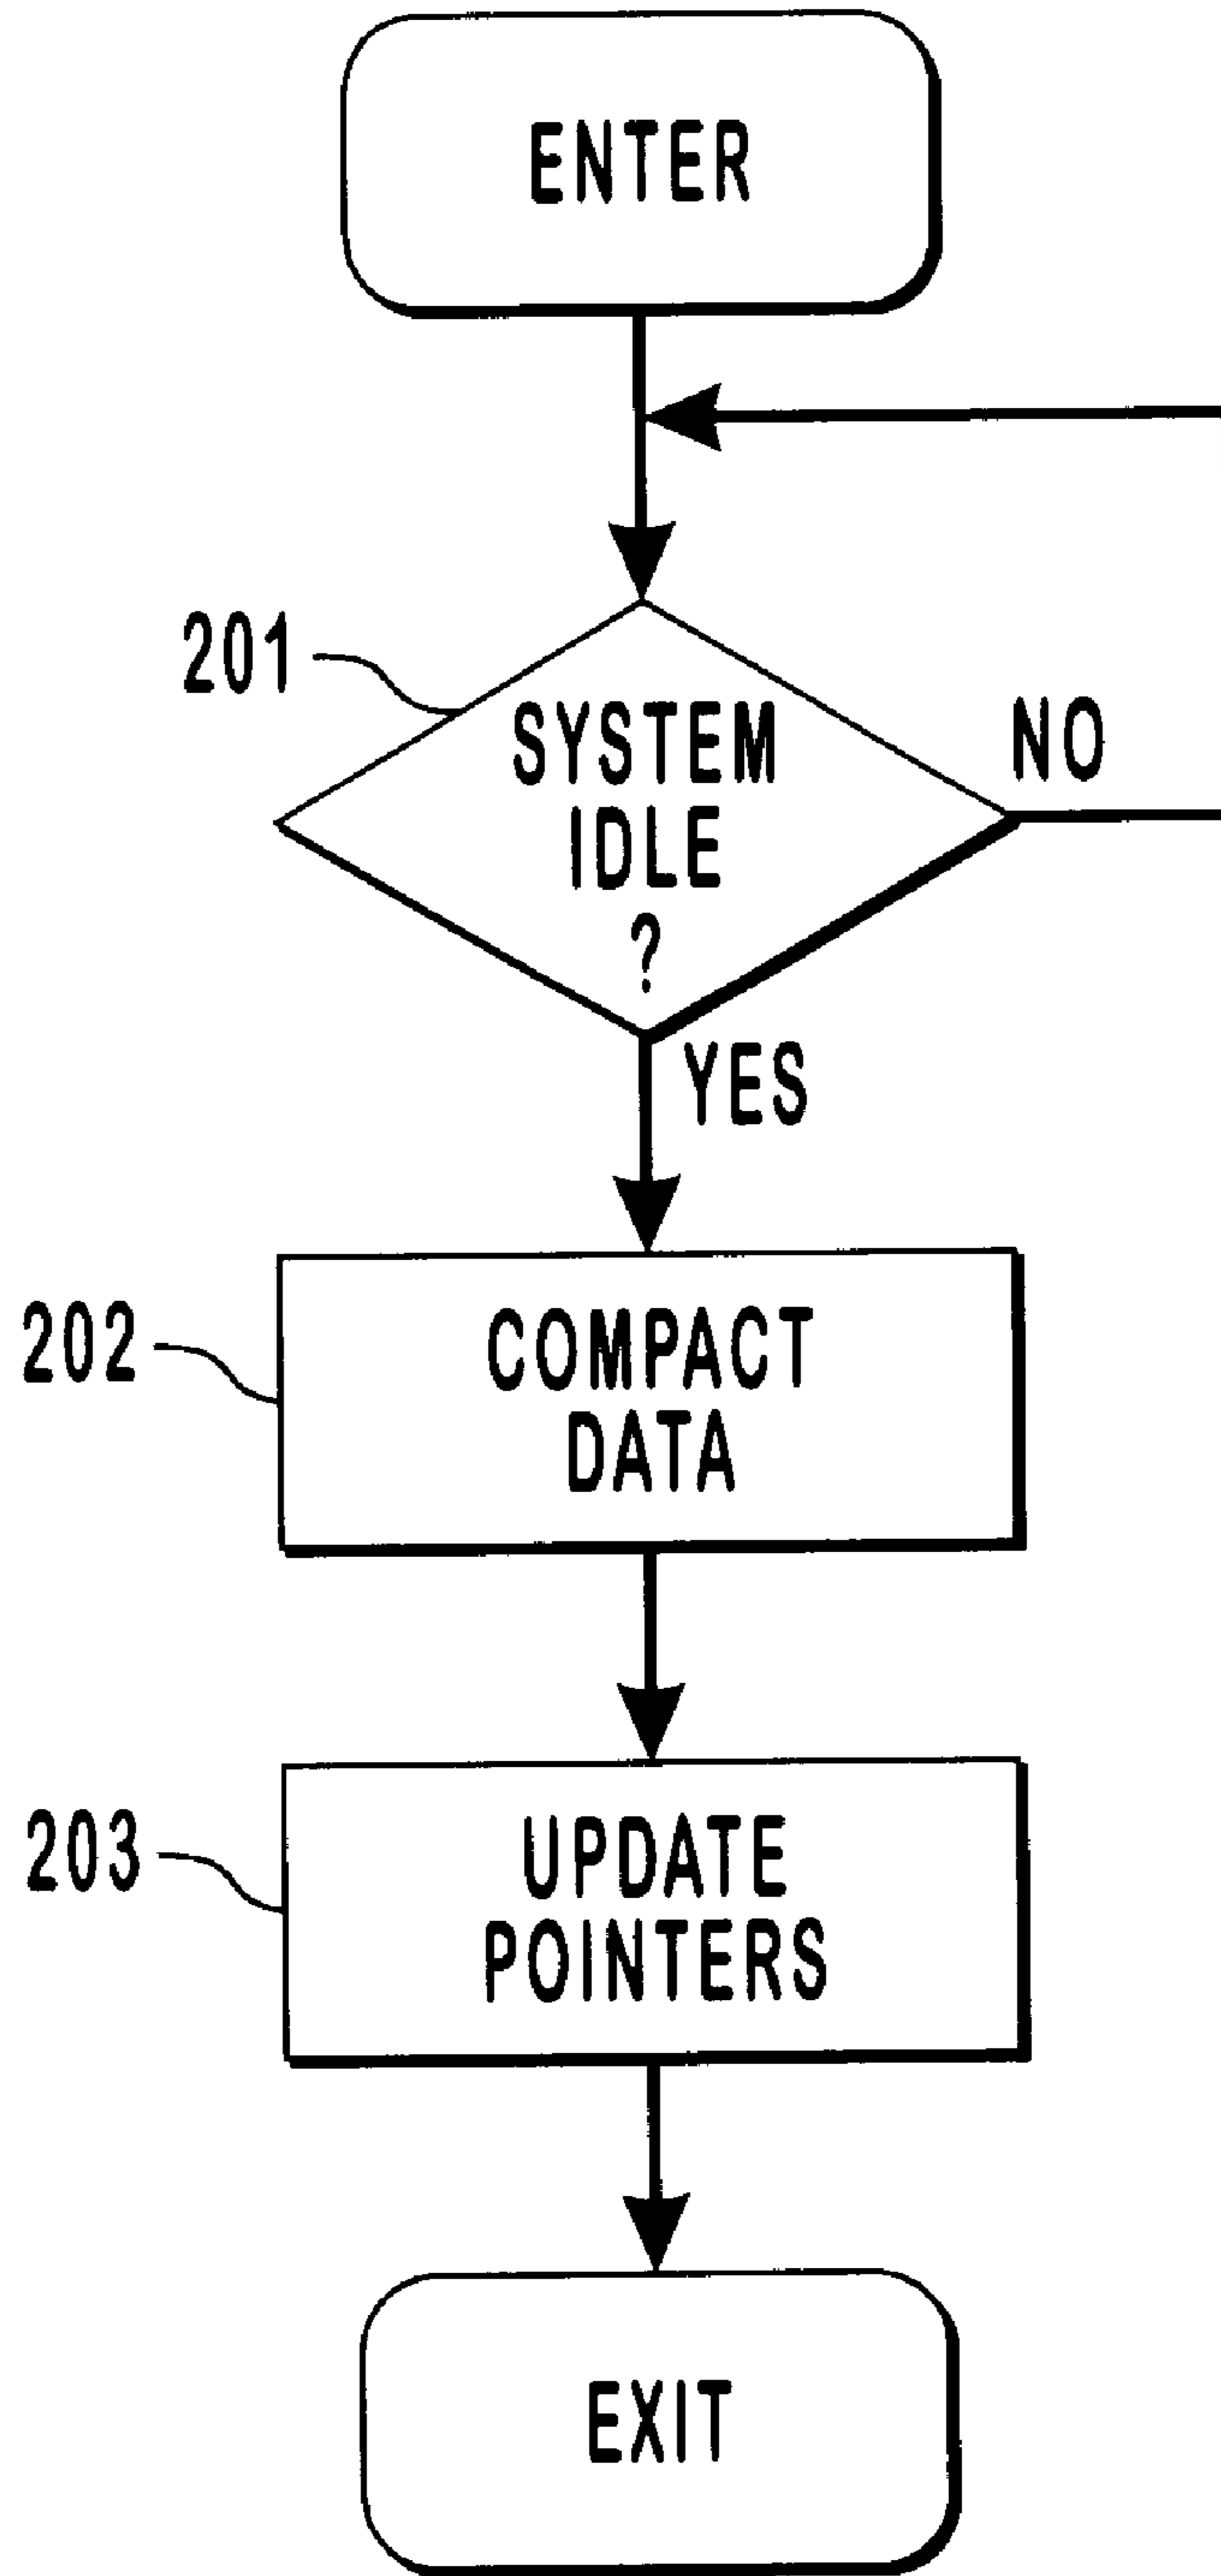 ENTER
201
SYSTEM
IDLE
?
NO
YES
202
COMPACT
DATA
203
UPDATE
POINTERS
EXIT